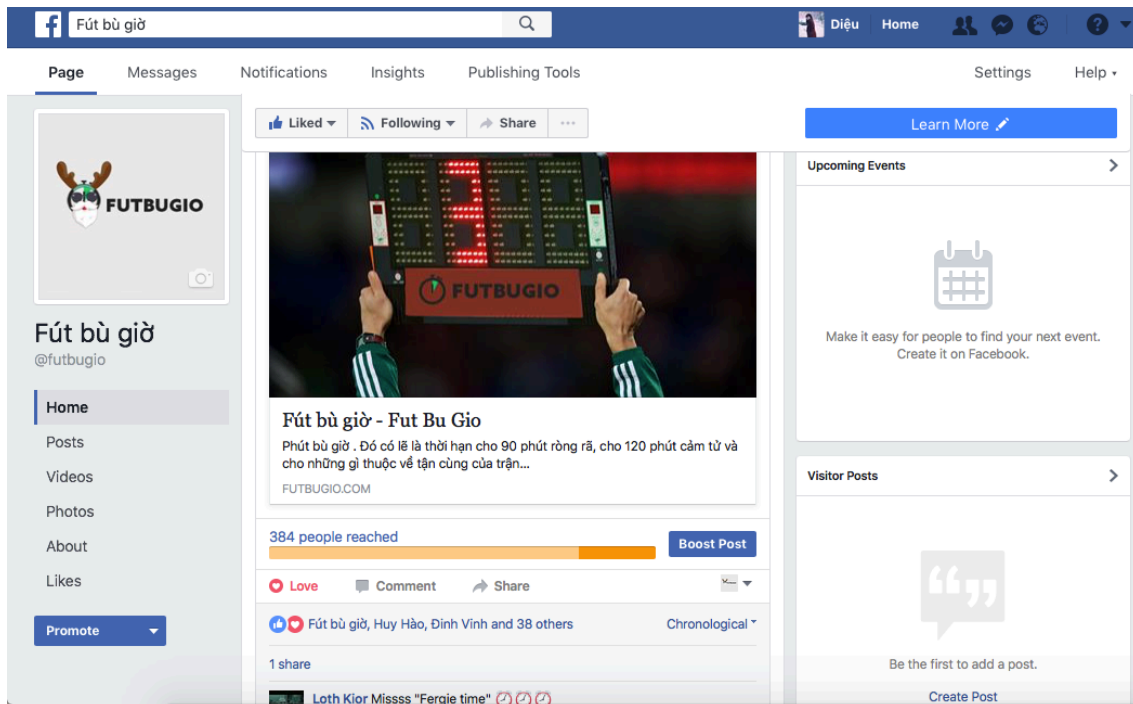 Fút bù giờ
Diệu
Home
Page
Messages
Notifications
Insights
Publishing Tools
Settings
Help
FUTBUGIO
Fút bù giờ
@futbugio
Home
Posts
Videos
Photos
About
Likes
Promote
Liked
Following
Share
Learn More
3
FUTBUGIO
Fút bù giờ - Fut Bu Gio
Phút bù giờ . Đó có lẽ là thời hạn cho 90 phút ròng rã, cho 120 phút cảm tử và
cho những gì thuộc về tận cùng của trận...
FUTBUGIO.COM
384 people reached
Boost Post
Love
Comment
Share
Fút bù giờ, Huy Hào, Đinh Vinh and 38 others
Chronological
1 share
Loth Kior Missss "Fergie time" ⏰⏰⏰
Upcoming Events
Make it easy for people to find your next event.
Create it on Facebook.
Visitor Posts
Be the first to add a post.
Create Post